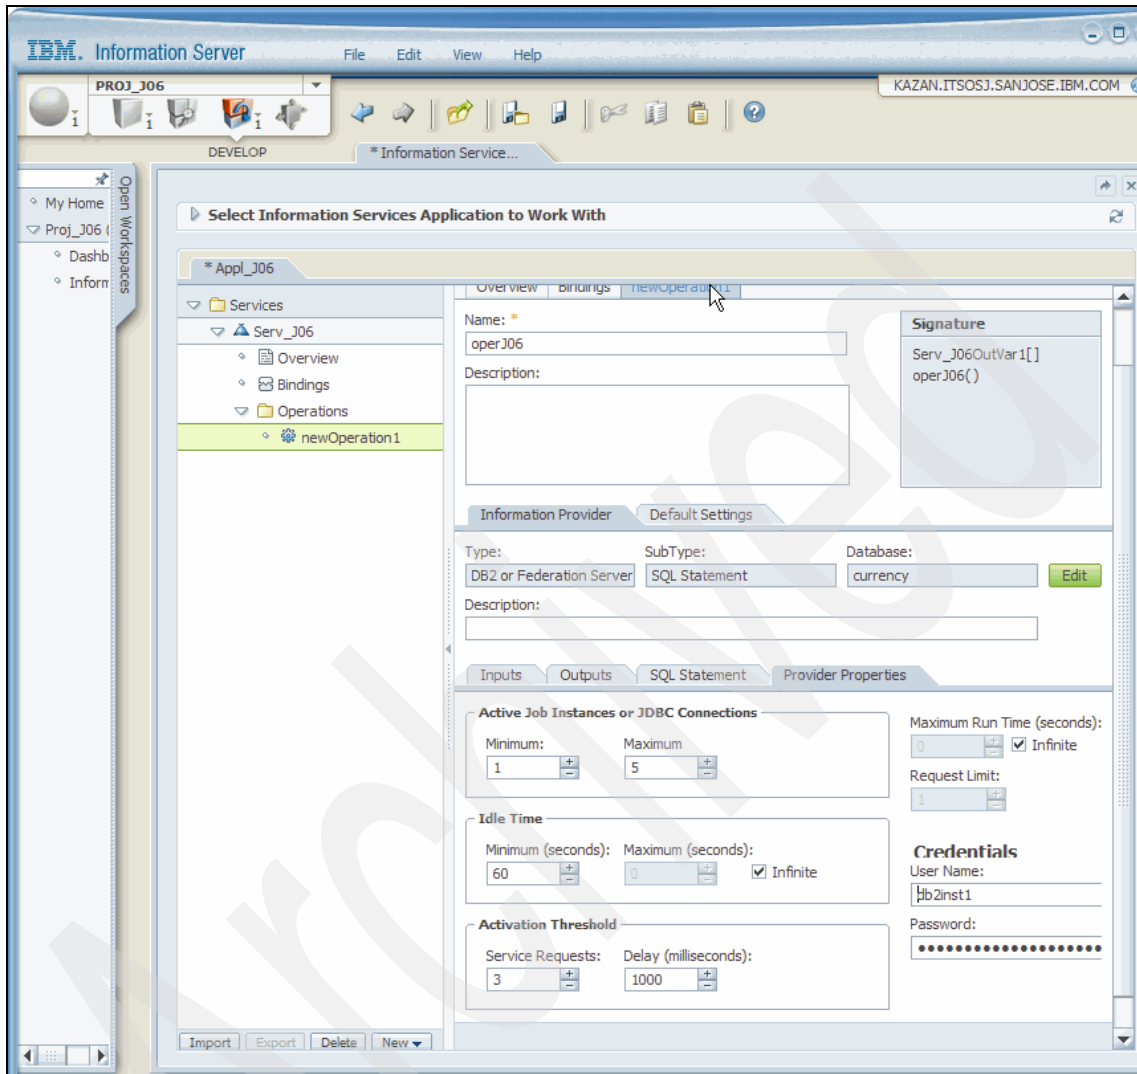 IBM. Information Server
File Edit View Help
PROJ_J06
KAZAN.ITSOSJ.SANJOSE.IBM.COM
DEVELOP
* Information Service...
Open Workspaces
My Home
Proj_J06 (
Dashb
Inform
Select Information Services Application to Work With
* Appl_J06
Services
Serv_J06
Overview
Bindings
Operations
newOperation1
Overview Bindings newOperation1
Name: *
operJ06
Description:
Signature
Serv_J06OutVar1[]
operJ06()
Information Provider Default Settings
Type: SubType: Database:
DB2 or Federation Server SQL Statement currency Edit
Description:
Inputs Outputs SQL Statement Provider Properties
Active Job Instances or JDBC Connections
Minimum: Maximum
1 5
Maximum Run Time (seconds):
0 Infinite
Request Limit:
1
Idle Time
Minimum (seconds): Maximum (seconds):
60 0 Infinite
Credentials
User Name:
db2inst1
Password:
••••••••••••••••••••
Activation Threshold
Service Requests: Delay (milliseconds):
3 1000
Import Export Delete New
Archived